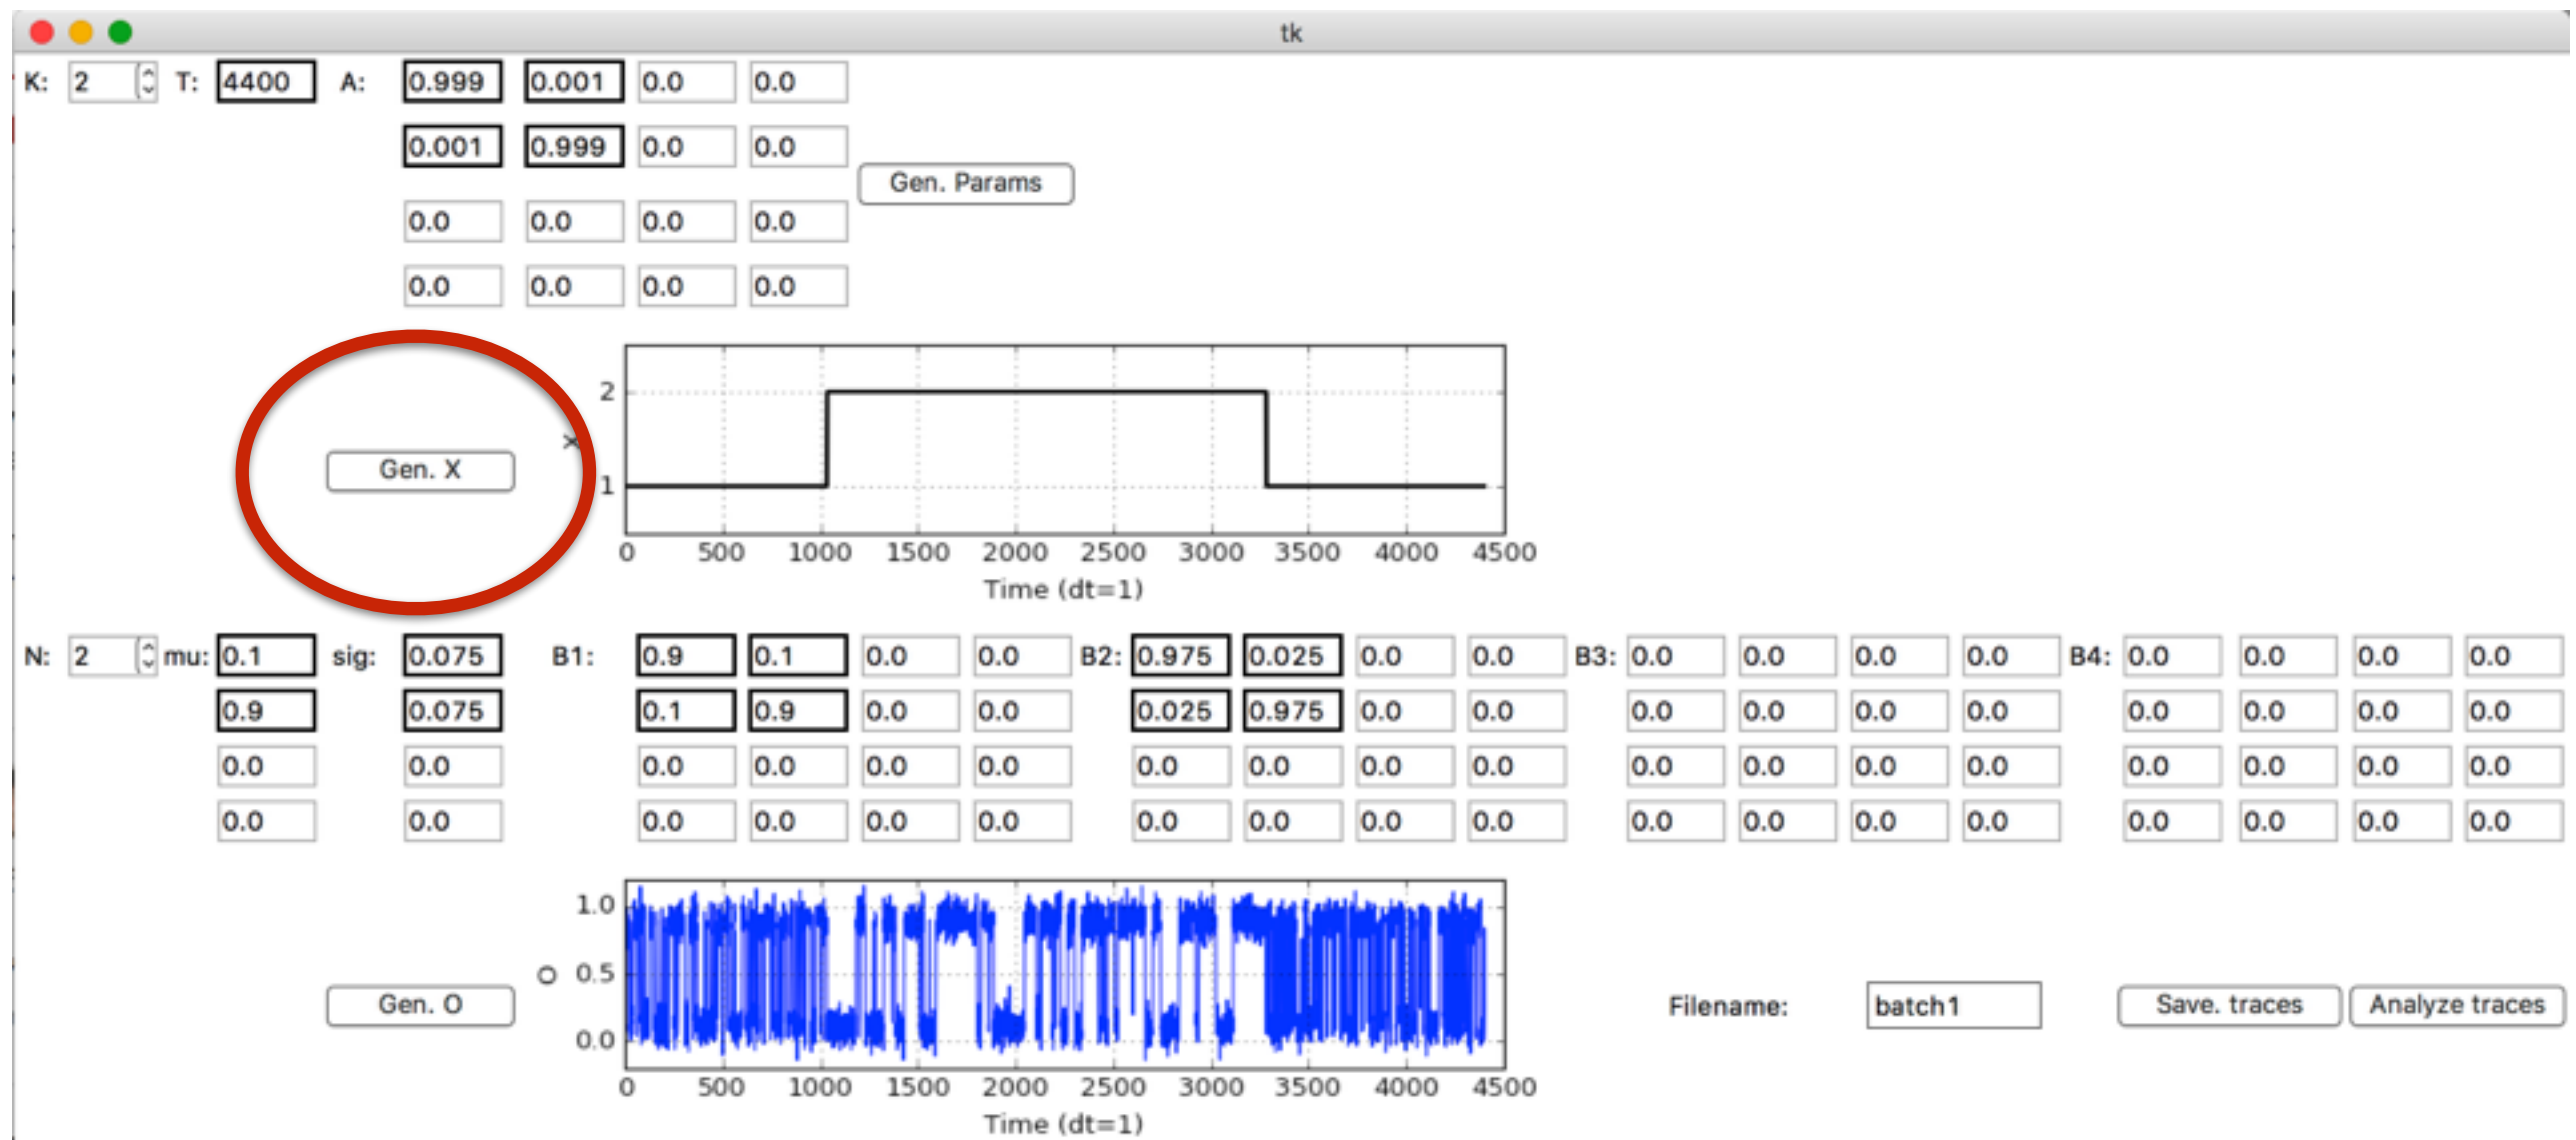 tk
K: 2 T: 4400 A: 0.999 0.001 0.0 0.0
0.001 0.999 0.0 0.0
Gen. Params
0.0 0.0 0.0 0.0
0.0 0.0 0.0 0.0
Gen. X
X
2
1
0 500 1000 1500 2000 2500 3000 3500 4000 4500
Time (dt=1)
N: 2 mu: 0.1 sig: 0.075 B1: 0.9 0.1 0.0 0.0 B2: 0.975 0.025 0.0 0.0 B3: 0.0 0.0 0.0 0.0 B4: 0.0 0.0 0.0 0.0
0.9 0.075 0.1 0.9 0.0 0.0 0.025 0.975 0.0 0.0 0.0 0.0 0.0 0.0 0.0 0.0 0.0 0.0
0.0 0.0 0.0 0.0 0.0 0.0 0.0 0.0 0.0 0.0 0.0 0.0 0.0 0.0 0.0 0.0 0.0 0.0
0.0 0.0 0.0 0.0 0.0 0.0 0.0 0.0 0.0 0.0 0.0 0.0 0.0 0.0 0.0 0.0 0.0 0.0
Gen. O
O
1.0
0.5
0.0
0 500 1000 1500 2000 2500 3000 3500 4000 4500
Time (dt=1)
Filename: batch1 Save. traces Analyze traces